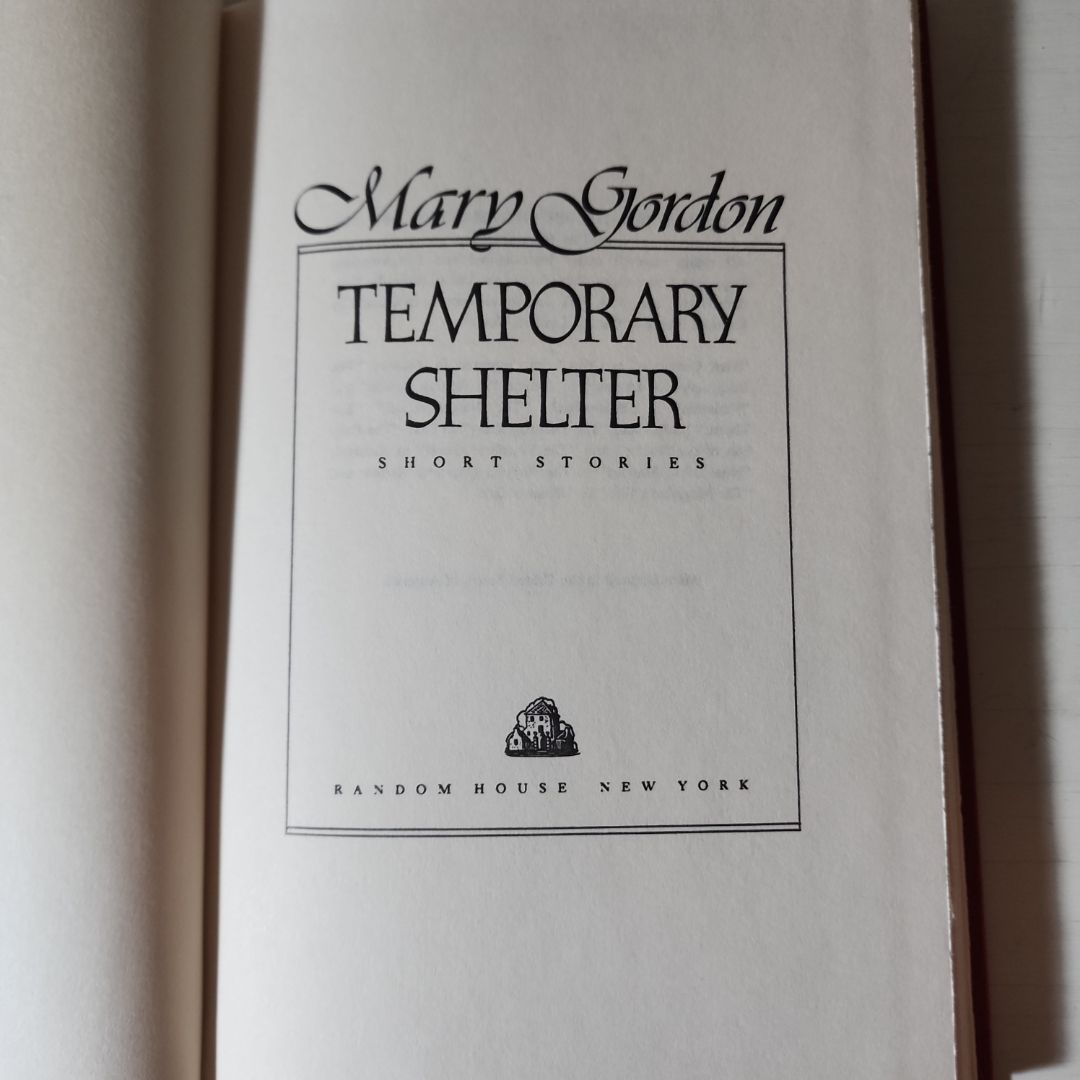 Mary Gordon
TEMPORARY
SHELTER
SHORT STORIES
RANDOM HOUSE NEW YORK